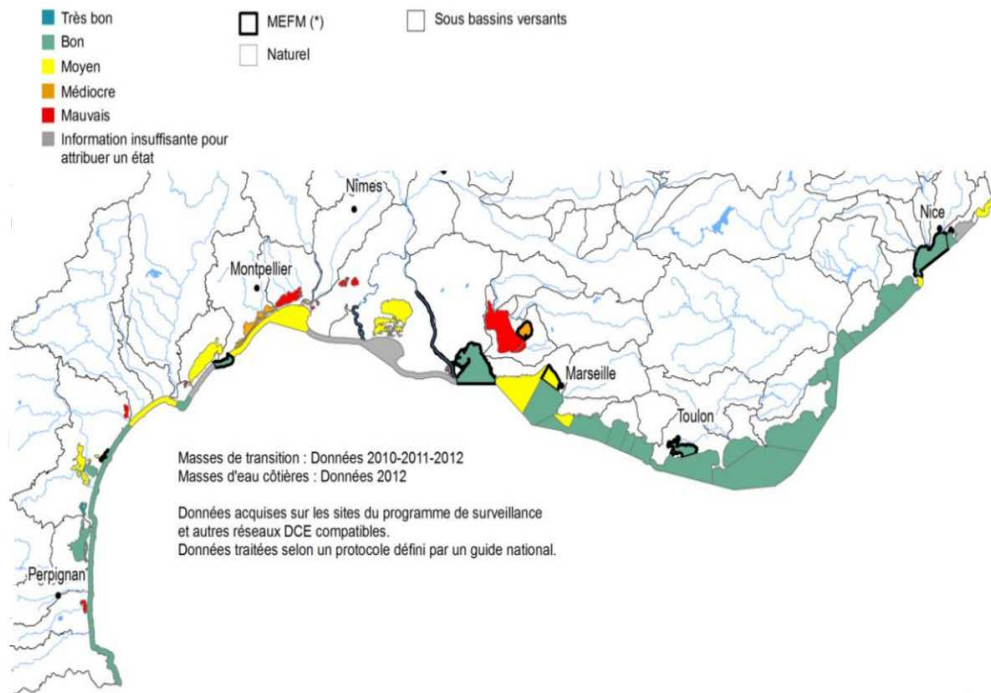 Très bon
Bon
Moyen
Médiocre
Mauvais
Information insuffisante pour
attribuer un état
MEFM (*)
Naturel
Sous bassins versants
Nîmes
Montpellier
Nice
Marseille
Toulon
Perpignan
Masses de transition : Données 2010-2011-2012
Masses d'eau côtières : Données 2012
Données acquises sur les sites du programme de surveillance
et autres réseaux DCE compatibles.
Données traitées selon un protocole défini par un guide national.